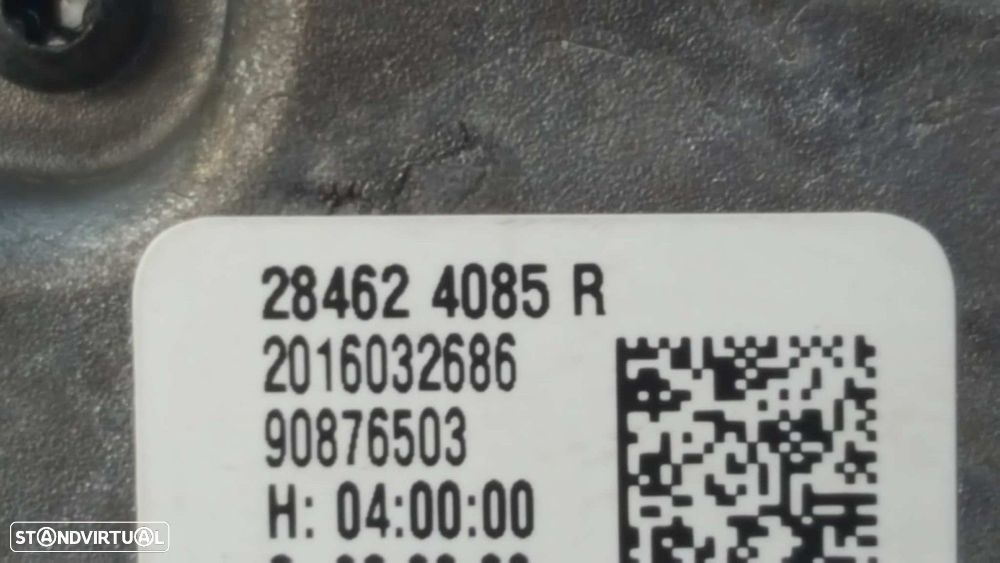 28462 4085 R
2016032686
90876503
H: 04:00:00
STANDVIRTUAL